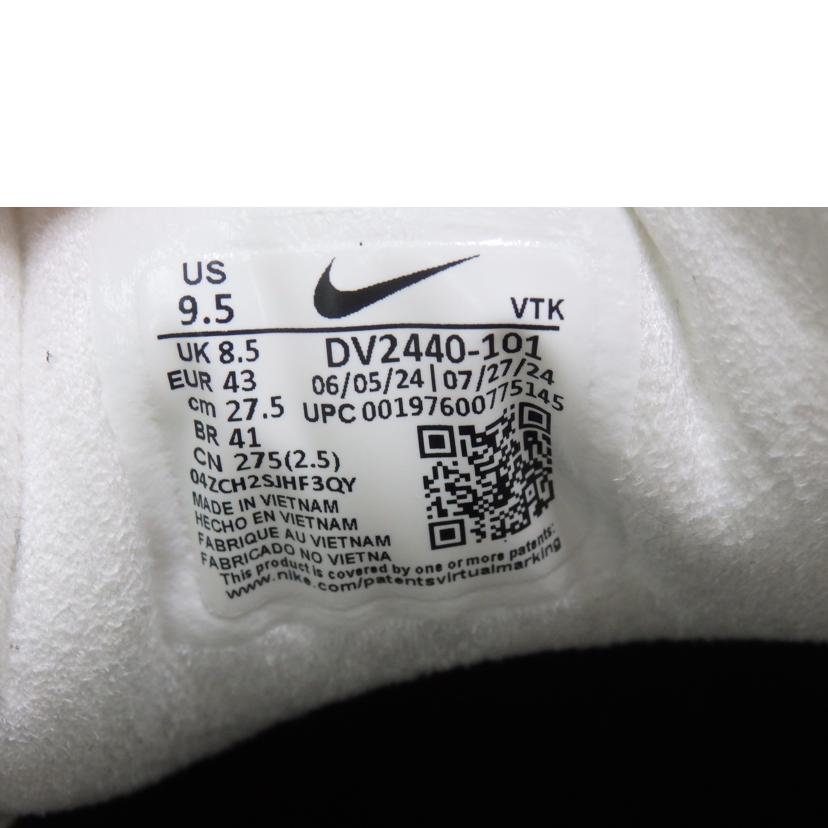 US
9.5
VTK
UK 8.5
EUR 43
cm 27.5
BR 41
CN 275(2.5)
DV2440-101
06/05/24 | 07/27/24
UPC 00197600775145
04ZCH2SJHF3QY
MADE IN VIETNAM
HECHO EN VIETNAM
FABRIQUE AU VIETNAM
FABRICADO NO VIETNA
This product is covered by one or more patents:
www.nike.com/patentsvirtualmarking